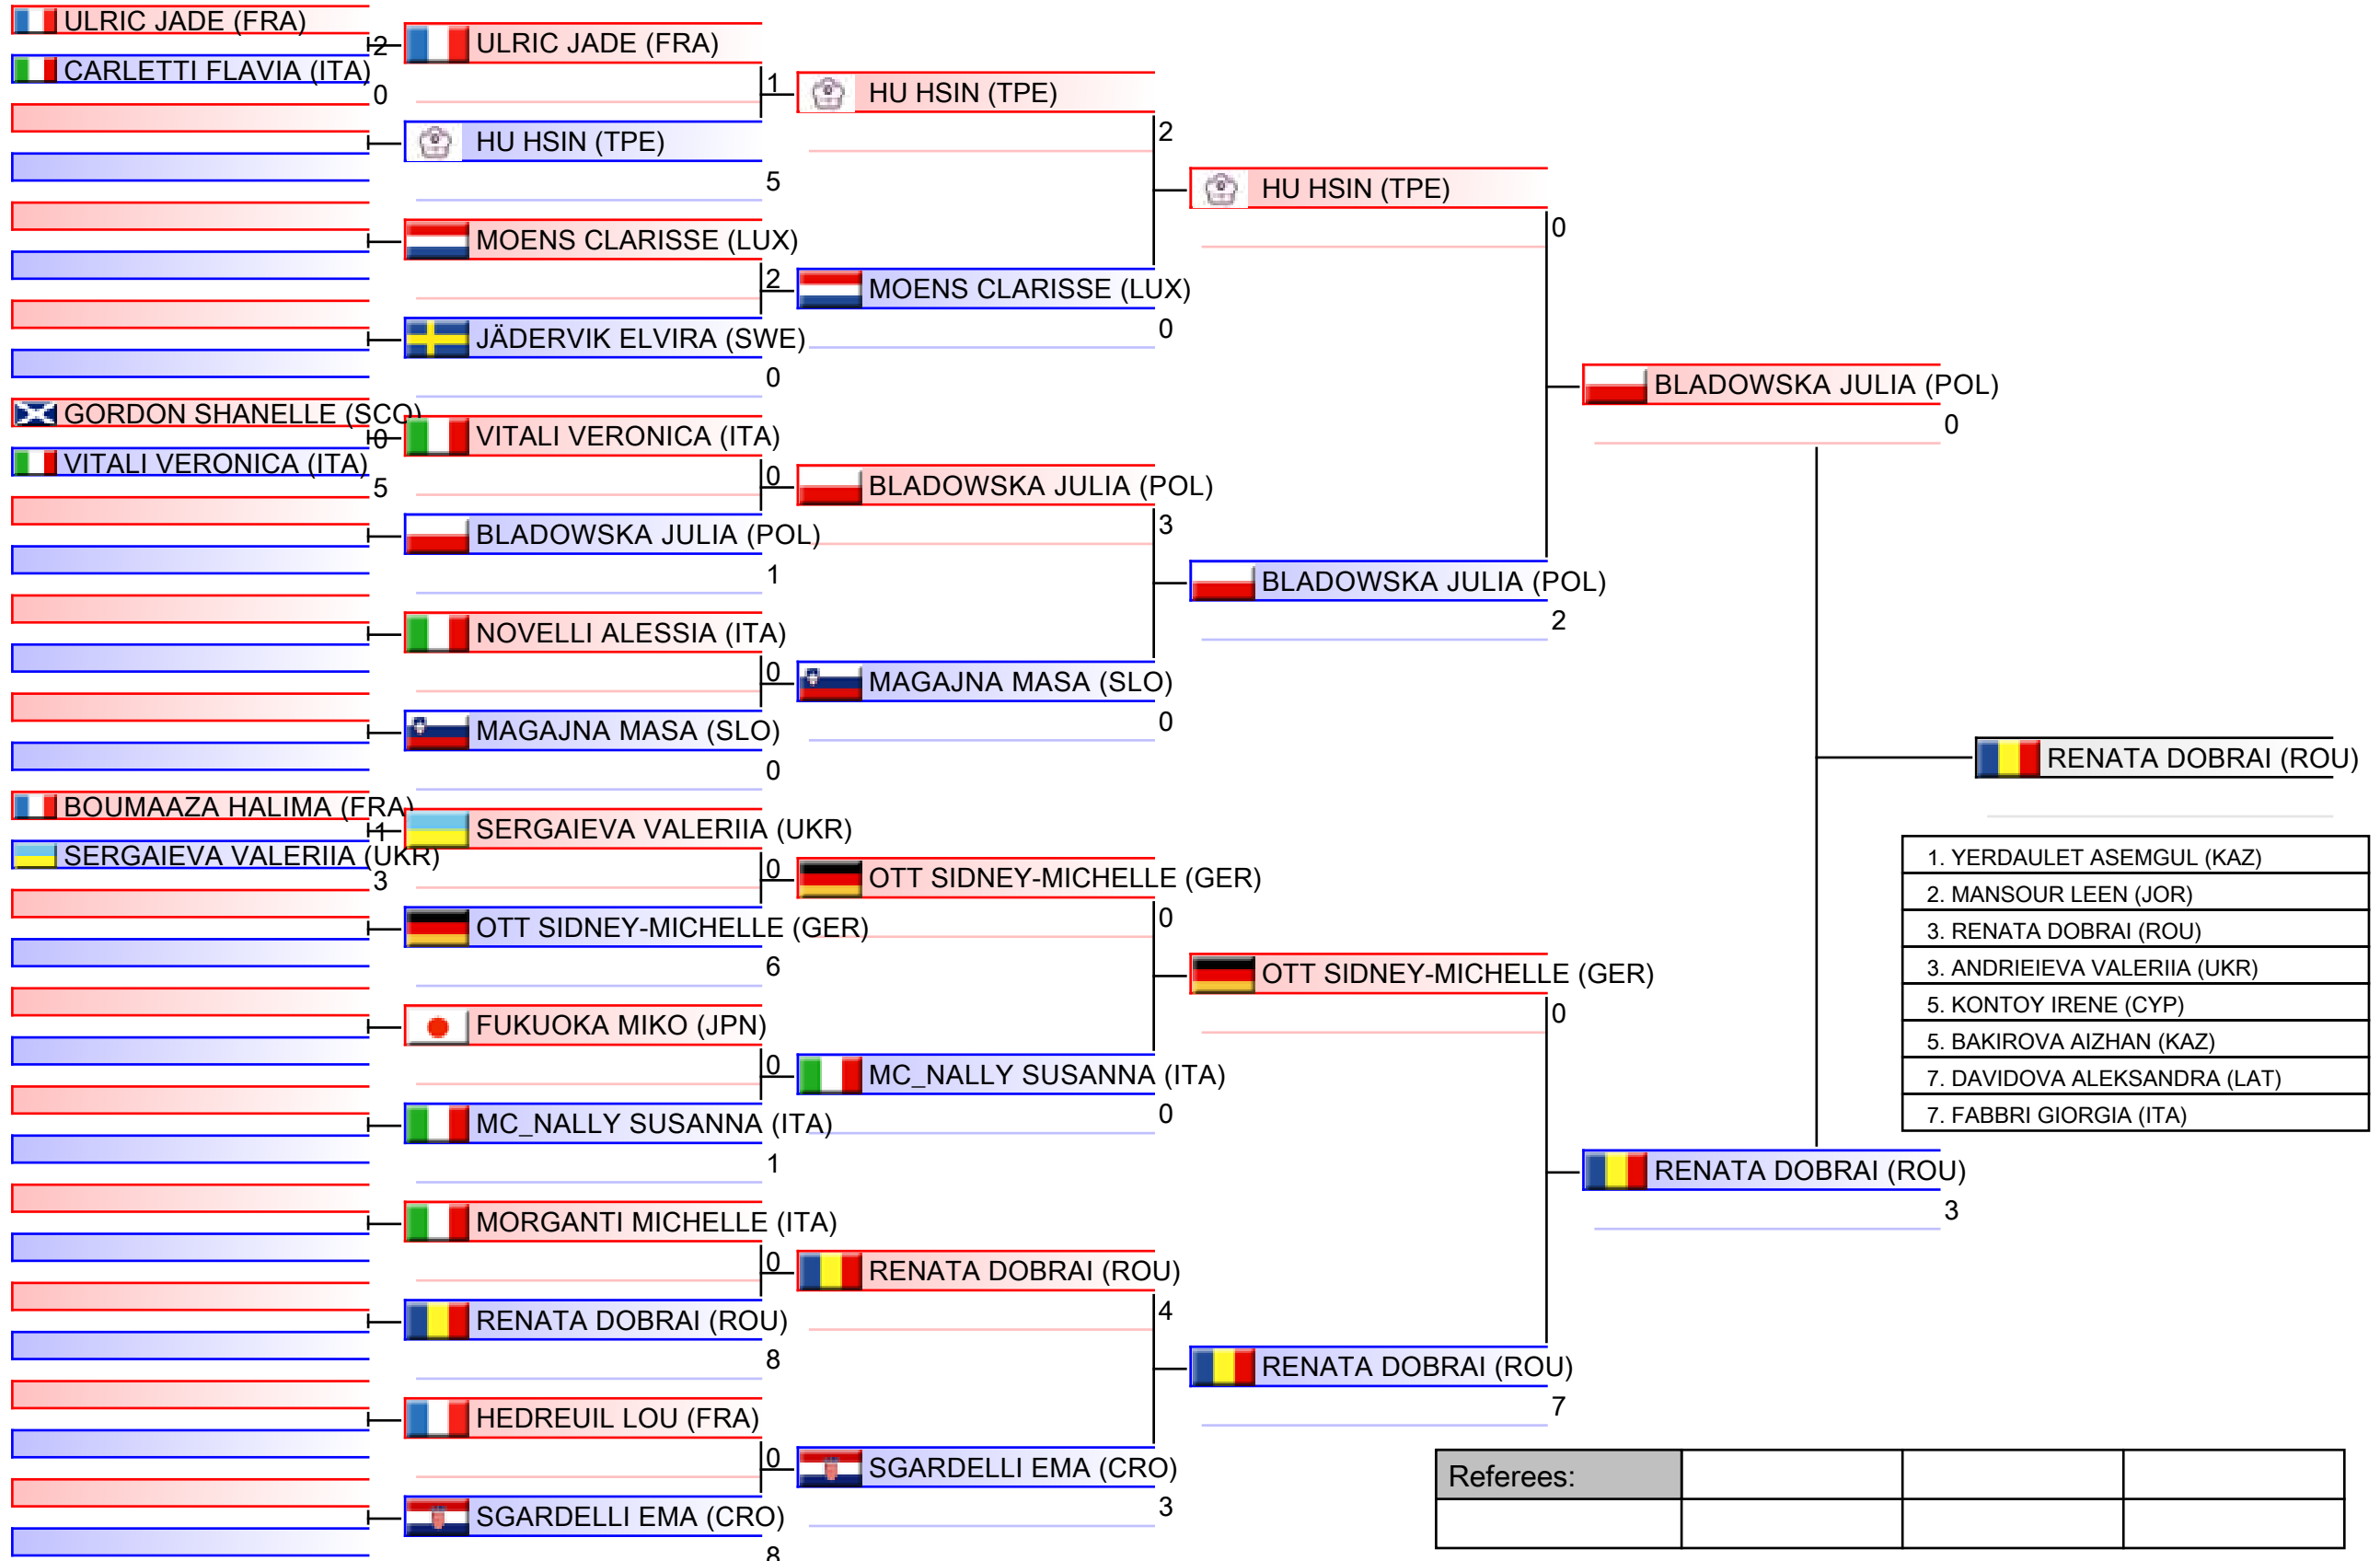 ULRIC JADE (FRA)
2
CARLETTI FLAVIA (ITA)
0
GORDON SHANELLE (SCO)
0
VITALI VERONICA (ITA)
5
BOUMAAZA HALIMA (FRA)
1
SERGAIEVA VALERIIA (UKR)
3
ULRIC JADE (FRA)
1
HU HSIN (TPE)
5
MOENS CLARISSE (LUX)
2
JÄDERVIK ELVIRA (SWE)
0
VITALI VERONICA (ITA)
0
BLADOWSKA JULIA (POL)
1
NOVELLI ALESSIA (ITA)
0
MAGAJNA MASA (SLO)
0
SERGAIEVA VALERIIA (UKR)
0
OTT SIDNEY-MICHELLE (GER)
6
FUKUOKA MIKO (JPN)
0
MC_NALLY SUSANNA (ITA)
1
MORGANTI MICHELLE (ITA)
0
RENATA DOBRAI (ROU)
8
HEDREUIL LOU (FRA)
0
SGARDELLI EMA (CRO)
8
HU HSIN (TPE)
2
MOENS CLARISSE (LUX)
0
BLADOWSKA JULIA (POL)
3
MAGAJNA MASA (SLO)
0
OTT SIDNEY-MICHELLE (GER)
0
MC_NALLY SUSANNA (ITA)
0
RENATA DOBRAI (ROU)
4
SGARDELLI EMA (CRO)
3
HU HSIN (TPE)
0
BLADOWSKA JULIA (POL)
2
OTT SIDNEY-MICHELLE (GER)
0
RENATA DOBRAI (ROU)
7
BLADOWSKA JULIA (POL)
0
RENATA DOBRAI (ROU)
3
RENATA DOBRAI (ROU)
1. YERDAULET ASEMGUL (KAZ)
2. MANSOUR LEEN (JOR)
3. RENATA DOBRAI (ROU)
3. ANDRIEIEVA VALERIIA (UKR)
5. KONTOY IRENE (CYP)
5. BAKIROVA AIZHAN (KAZ)
7. DAVIDOVA ALEKSANDRA (LAT)
7. FABBRI GIORGIA (ITA)
Referees: